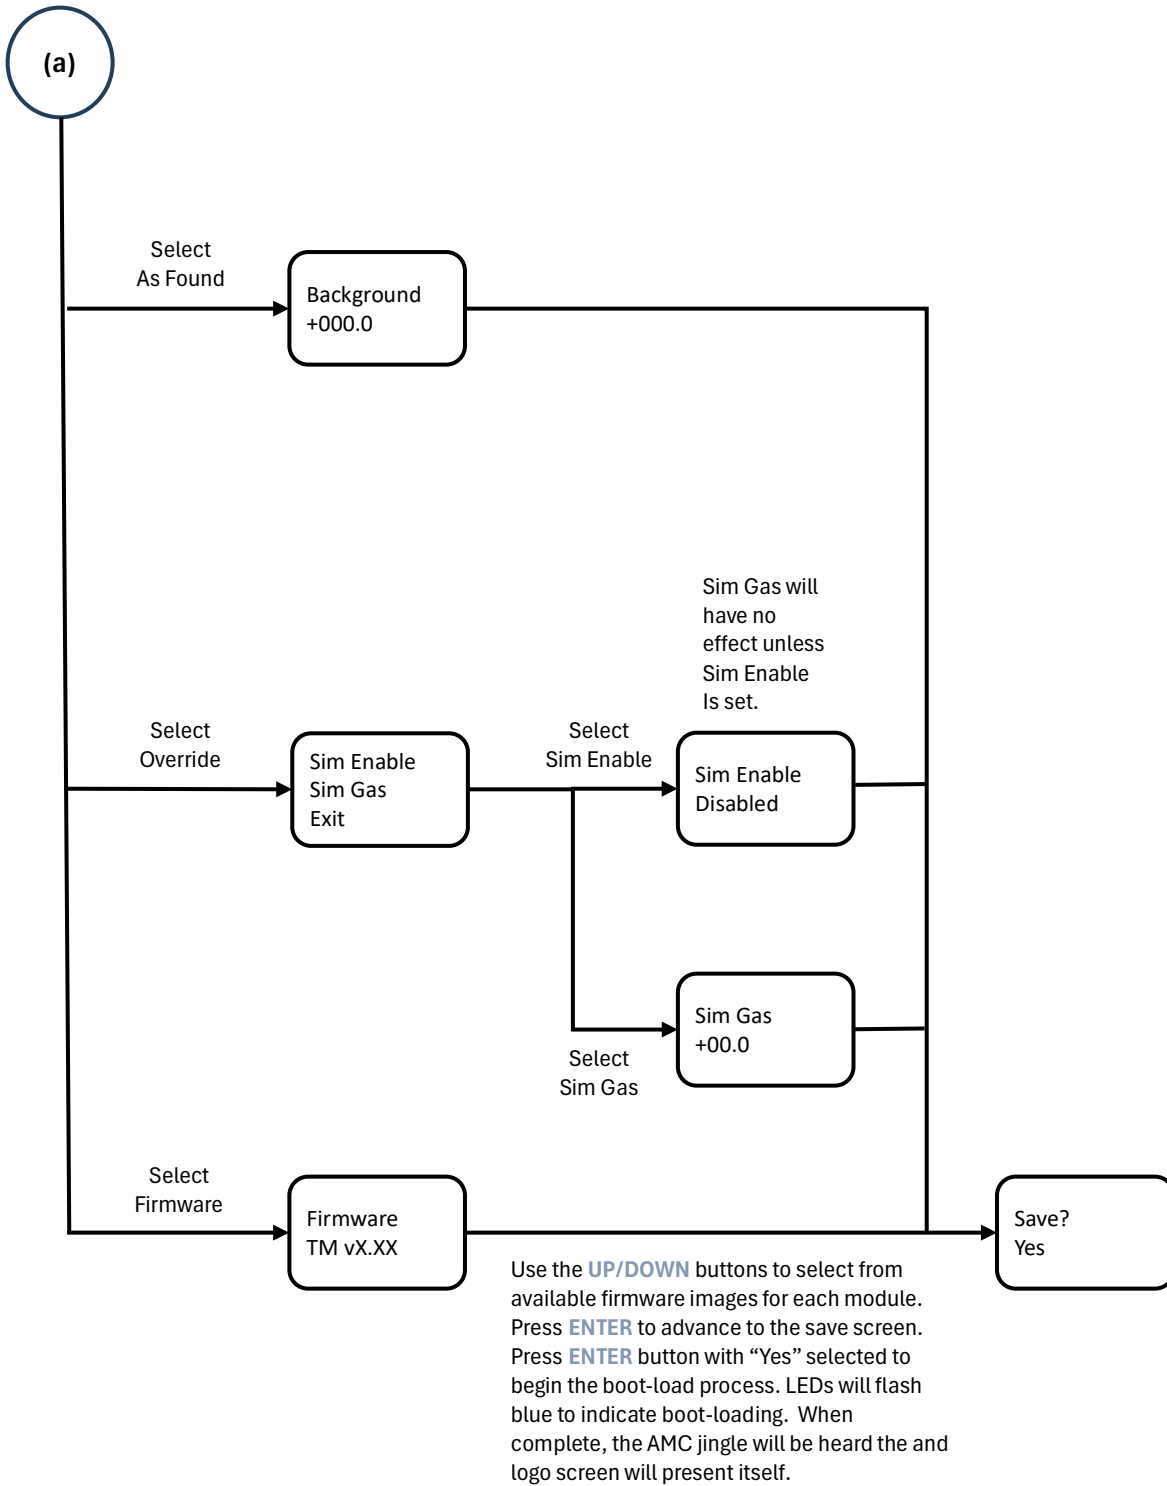 (a)
Select
As Found
Background
+000.0
Sim Gas will
have no
effect unless
Sim Enable
Is set.
Select
Override
Sim Enable
Sim Gas
Exit
Select
Sim Enable
Sim Enable
Disabled
Select
Sim Gas
Sim Gas
+00.0
Select
Firmware
Firmware
TM vX.XX
Save?
Yes
Use the UP/DOWN buttons to select from
available firmware images for each module.
Press ENTER to advance to the save screen.
Press ENTER button with “Yes” selected to
begin the boot-load process. LEDs will flash
blue to indicate boot-loading.  When
complete, the AMC jingle will be heard the and
logo screen will present itself.